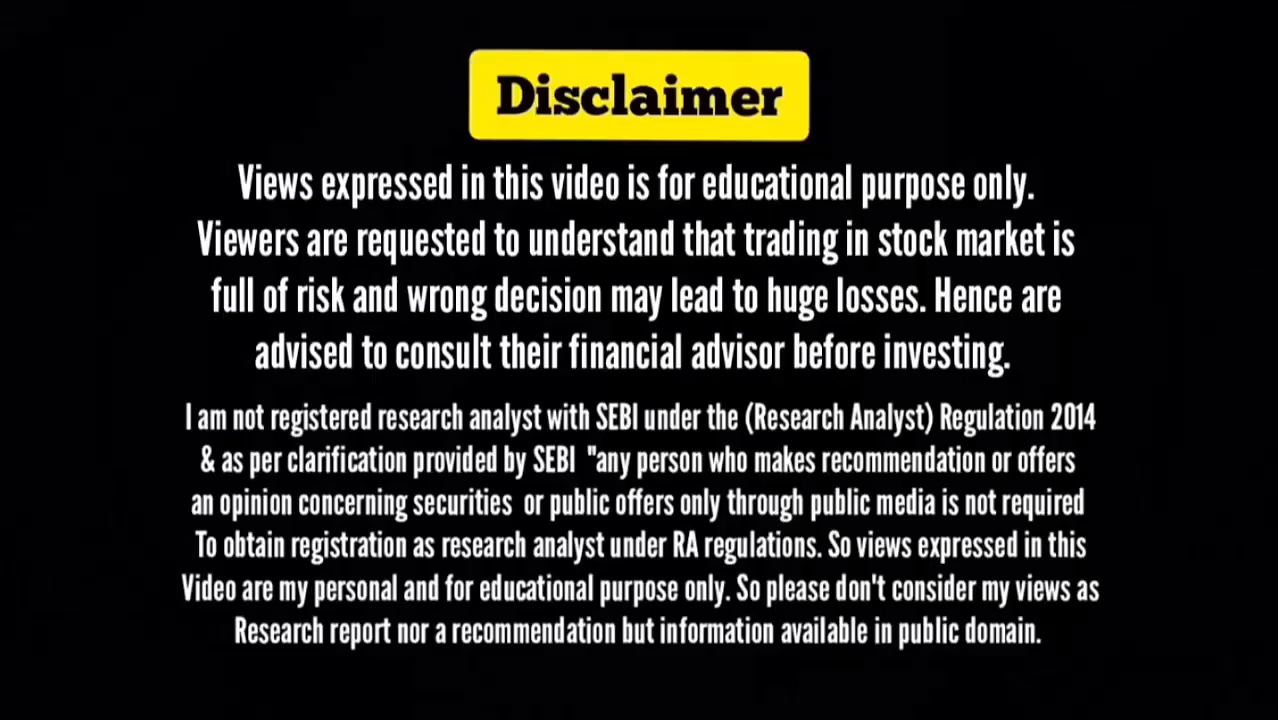 Disclaimer
Views expressed in this video is for educational purpose only.
Viewers are requested to understand that trading in stock market is
full of risk and wrong decision may lead to huge losses. Hence are
advised to consult their financial advisor before investing.
I am not registered research analyst with SEBI under the (Research Analyst) Regulation 2014
& as per clarification provided by SEBI "any person who makes recommendation or offers
an opinion concerning securities or public offers only through public media is not required
To obtain registration as research analyst under RA regulations. So views expressed in this
Video are my personal and for educational purpose only. So please don't consider my views as
Research report nor a recommendation but information available in public domain.